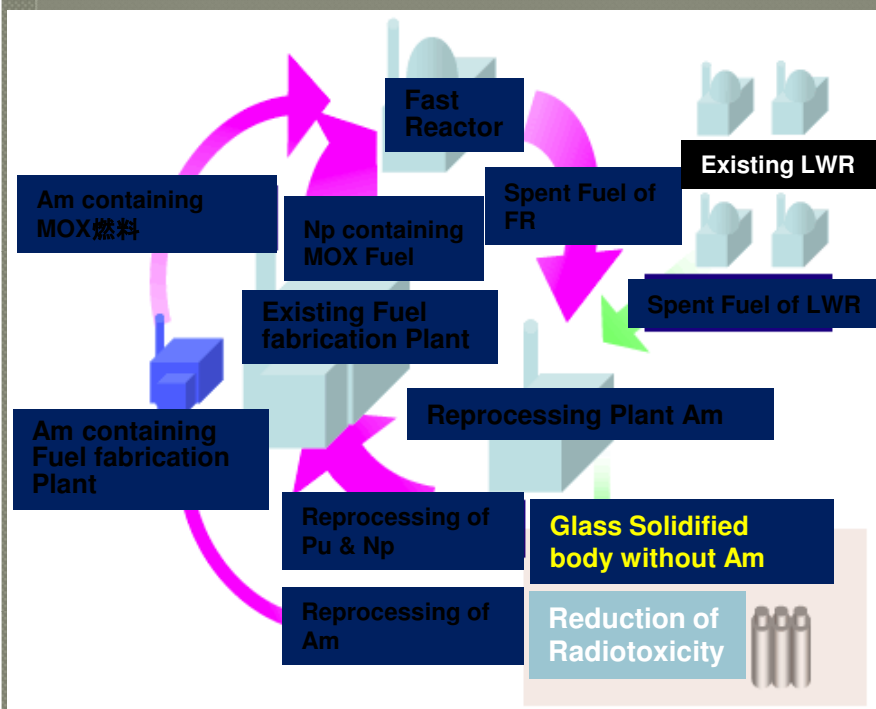 Fast
Reactor
Existing LWR
Am containing
MOX燃料
Np containing
MOX Fuel
Spent Fuel of
FR
Spent Fuel of LWR
Existing Fuel
fabrication Plant
Reprocessing Plant Am
Am containing
Fuel fabrication
Plant
Reprocessing of
Pu & Np
Glass Solidified
body without Am
Reprocessing of
Am
Reduction of
Radiotoxicity